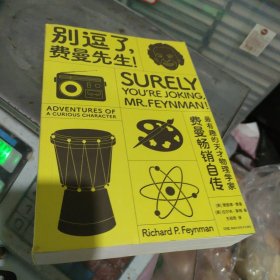 别逗了，
费曼先生！
SURELY
YOU'RE JOKING,
MR.FEYNMAN!
ADVENTURES OF
A CURIOUS CHARACTER
最有趣的天才物理学家
费曼畅销自传
Richard P. Feynman